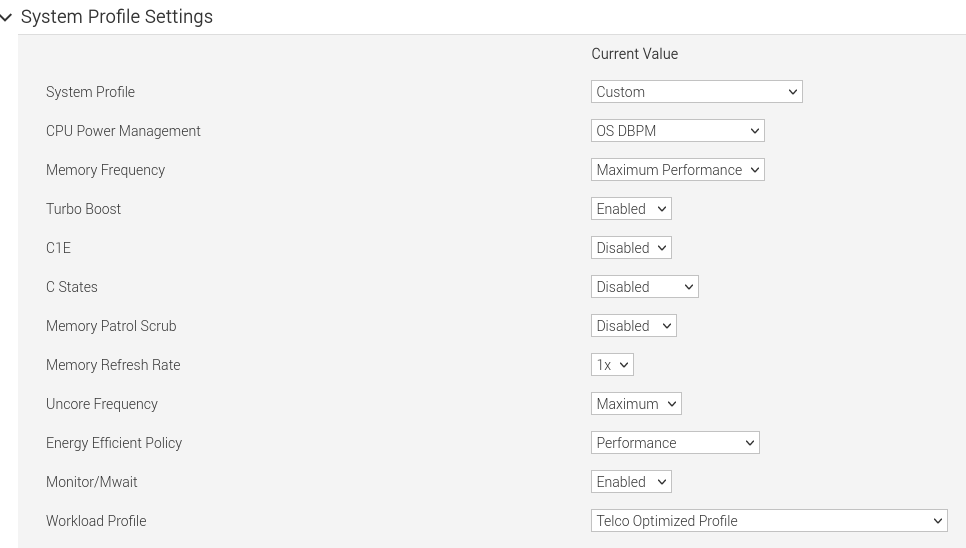 System Profile Settings
Current Value
System Profile Custom
CPU Power Management OS DBPM
Memory Frequency Maximum Performance
Turbo Boost Enabled
C1E Disabled
C States Disabled
Memory Patrol Scrub Disabled
Memory Refresh Rate 1x
Uncore Frequency Maximum
Energy Efficient Policy Performance
Monitor/Mwait Enabled
Workload Profile Telco Optimized Profile